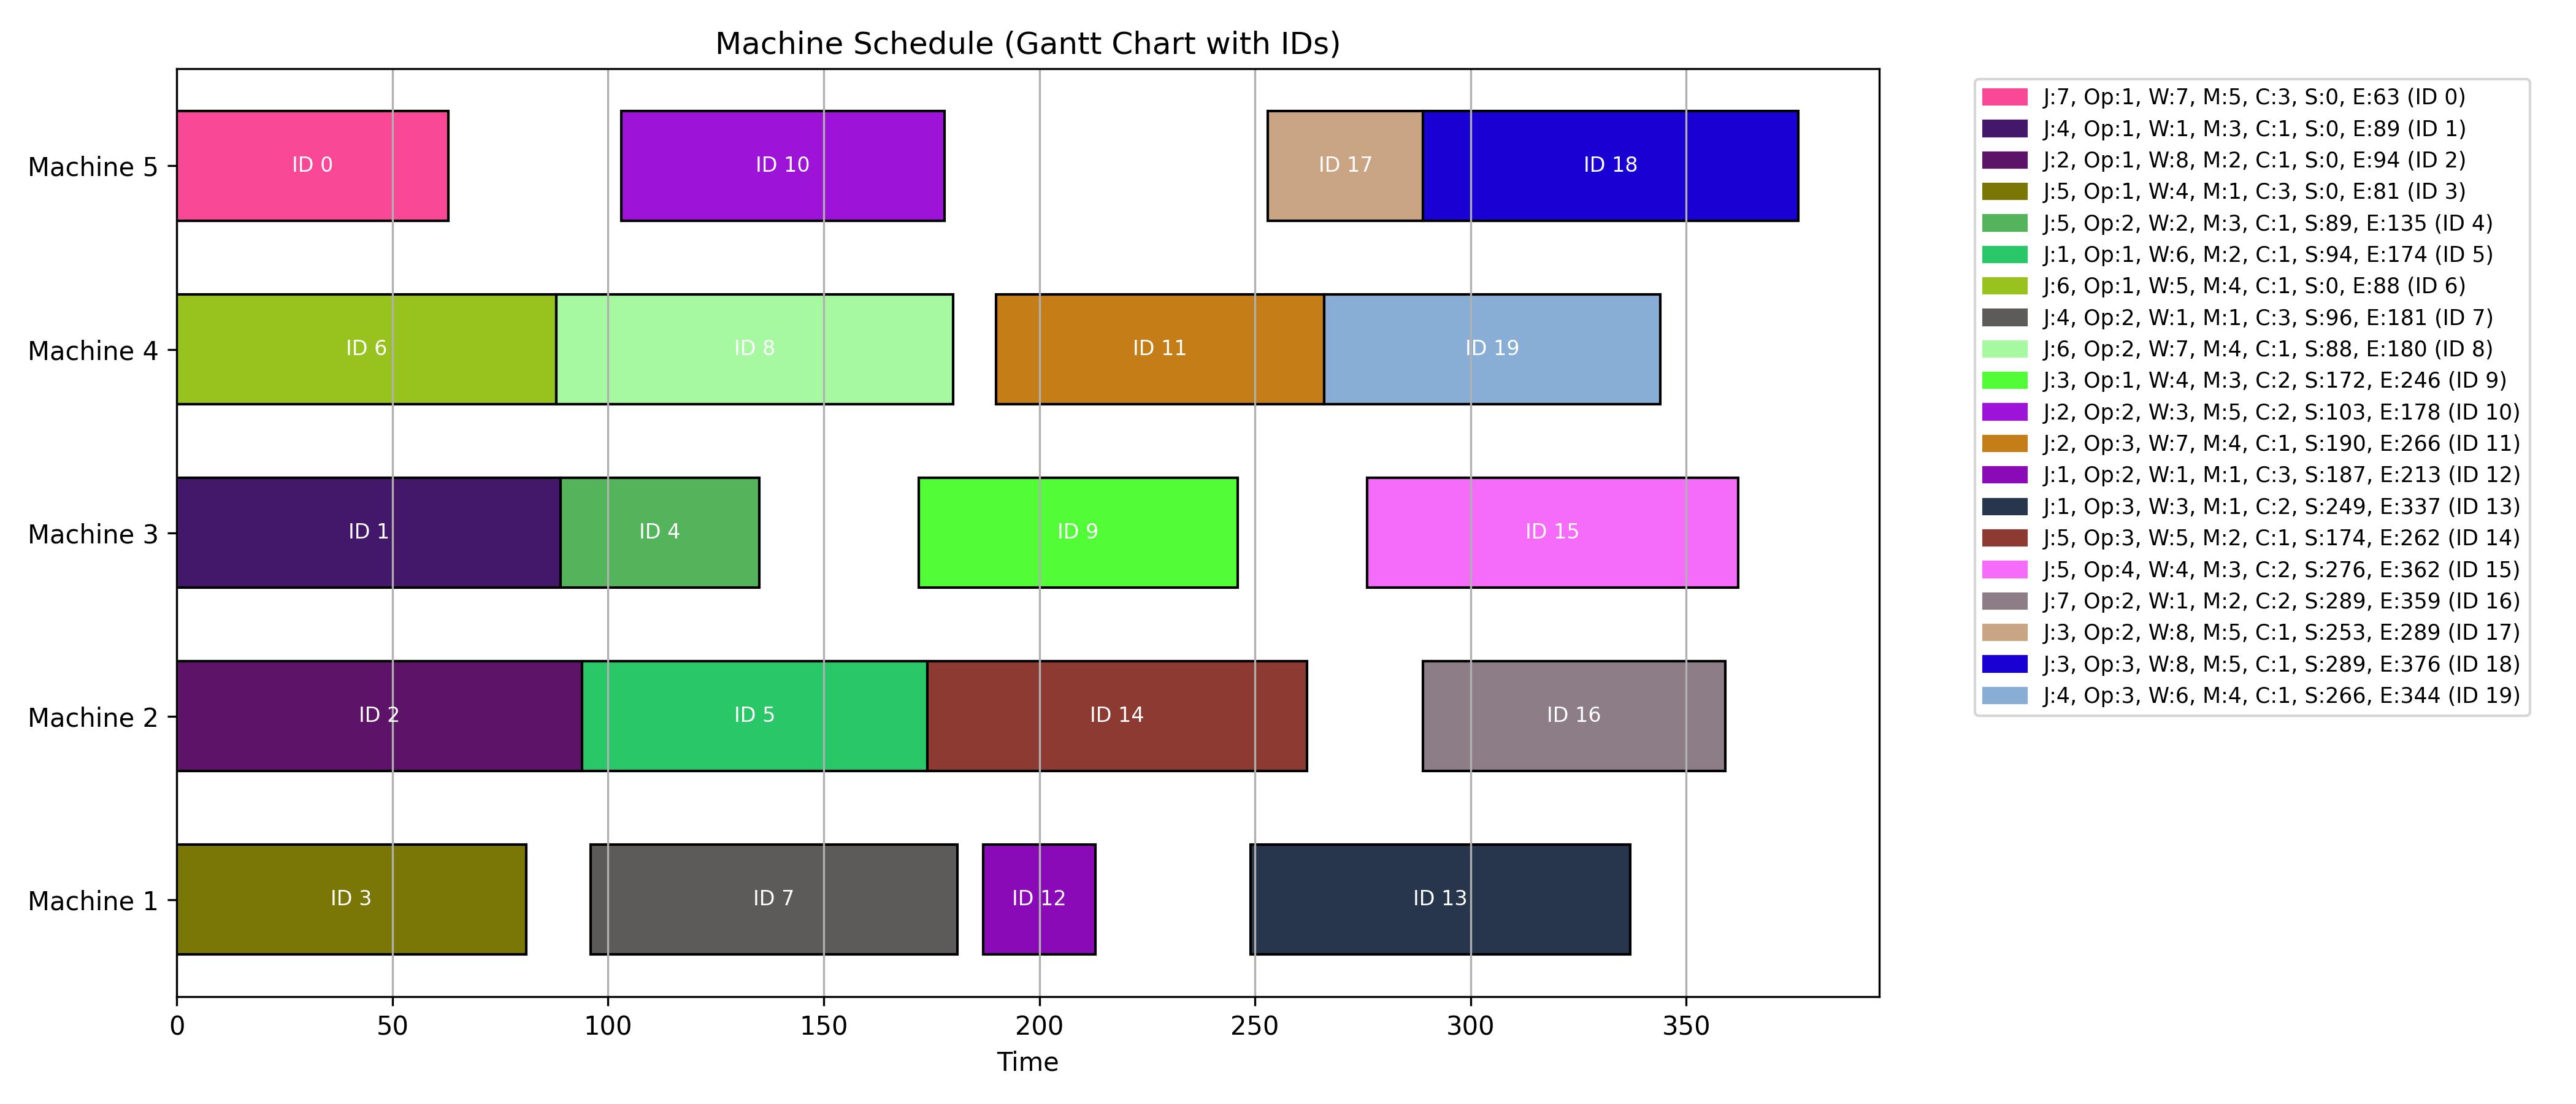 Machine Schedule (Gantt Chart with IDs)
Machine 5
ID 0
ID 10
ID 17
ID 18
Machine 4
ID 6
ID 8
ID 11
ID 19
Machine 3
ID 1
ID 4
ID 9
ID 15
Machine 2
ID 2
ID 5
ID 14
ID 16
Machine 1
ID 3
ID 7
ID 12
ID 13
0 50 100 150 200 250 300 350
Time
J:7, Op:1, W:7, M:5, C:3, S:0, E:63 (ID 0)
J:4, Op:1, W:1, M:3, C:1, S:0, E:89 (ID 1)
J:2, Op:1, W:8, M:2, C:1, S:0, E:94 (ID 2)
J:5, Op:1, W:4, M:1, C:3, S:0, E:81 (ID 3)
J:5, Op:2, W:2, M:3, C:1, S:89, E:135 (ID 4)
J:1, Op:1, W:6, M:2, C:1, S:94, E:174 (ID 5)
J:6, Op:1, W:5, M:4, C:1, S:0, E:88 (ID 6)
J:4, Op:2, W:1, M:1, C:3, S:96, E:181 (ID 7)
J:6, Op:2, W:7, M:4, C:1, S:88, E:180 (ID 8)
J:3, Op:1, W:4, M:3, C:2, S:172, E:246 (ID 9)
J:2, Op:2, W:3, M:5, C:2, S:103, E:178 (ID 10)
J:2, Op:3, W:7, M:4, C:1, S:190, E:266 (ID 11)
J:1, Op:2, W:1, M:1, C:3, S:187, E:213 (ID 12)
J:1, Op:3, W:3, M:1, C:2, S:249, E:337 (ID 13)
J:5, Op:3, W:5, M:2, C:1, S:174, E:262 (ID 14)
J:5, Op:4, W:4, M:3, C:2, S:276, E:362 (ID 15)
J:7, Op:2, W:1, M:2, C:2, S:289, E:359 (ID 16)
J:3, Op:2, W:8, M:5, C:1, S:253, E:289 (ID 17)
J:3, Op:3, W:8, M:5, C:1, S:289, E:376 (ID 18)
J:4, Op:3, W:6, M:4, C:1, S:266, E:344 (ID 19)